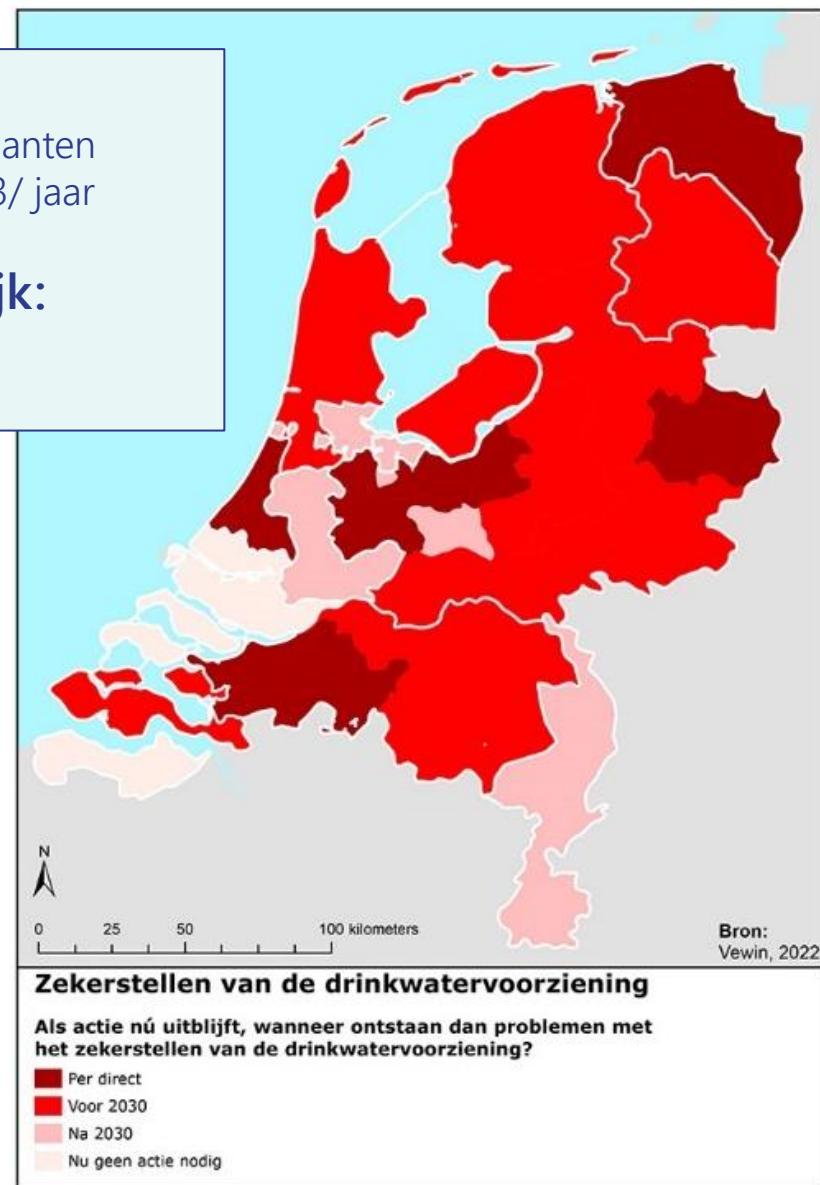 anten
3/ jaar
jk:
N
0 25 50 100 kilometers
Bron:
Vewin, 2022
Zekerstellen van de drinkwatervoorziening
Als actie nú uitblijft, wanneer ontstaan dan problemen met
het zekerstellen van de drinkwatervoorziening?
Per direct
Voor 2030
Na 2030
Nu geen actie nodig